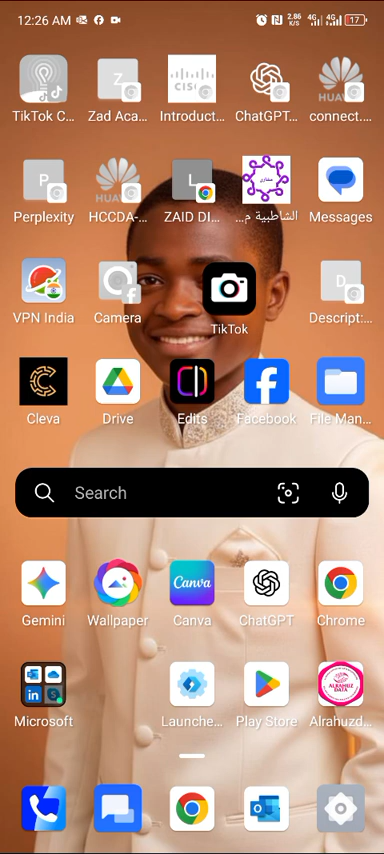 12:26 AM
2.86 K/S 4G 4G 17
TikTok C...
Zad Aca...
Introduct...
ChatGPT...
connect....
Perplexity
HCCDA-...
ZAID DI...
الشاطبية م...
Messages
VPN India
Camera
TikTok
Descript:...
Cleva
Drive
Edits
Facebook
File Man...
Search
Gemini
Wallpaper
Canva
ChatGPT
Chrome
Microsoft
Launche...
Play Store
Alrahuzd...